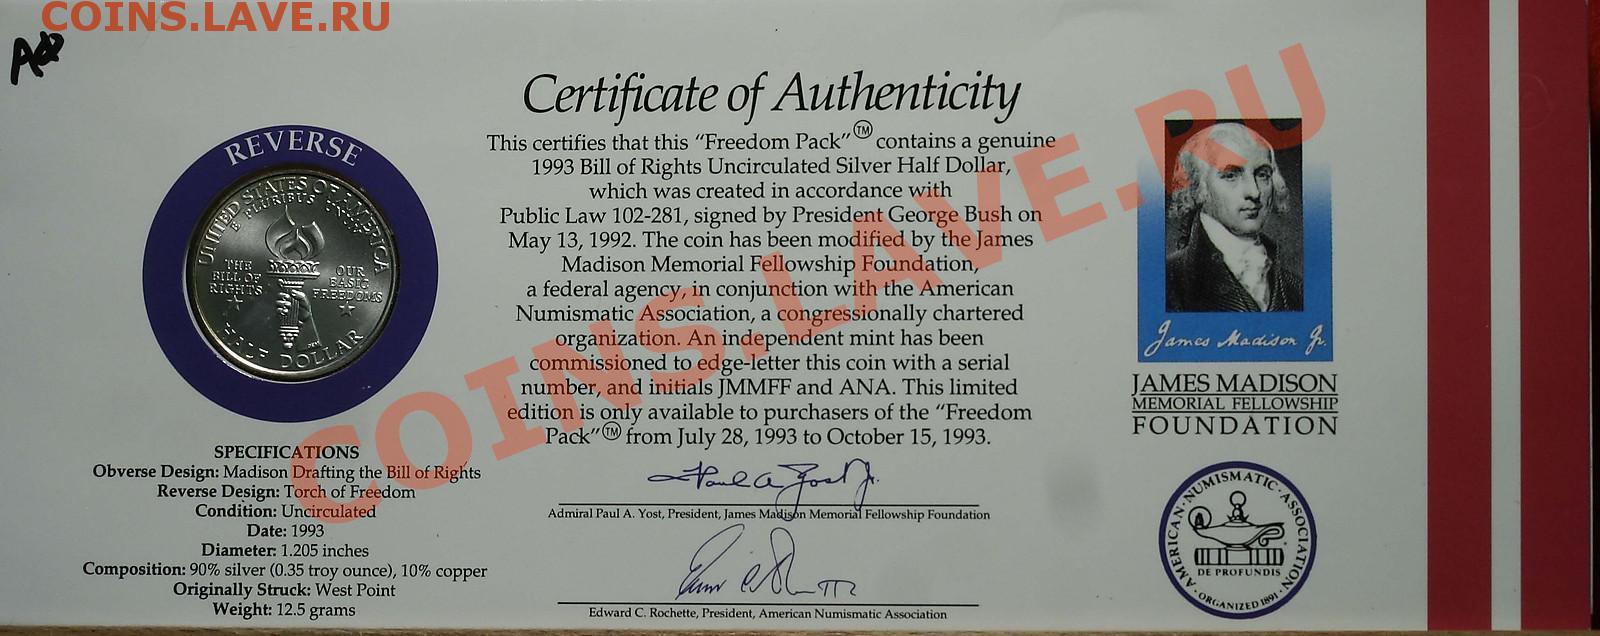 COINS.LAVE.RU
Certificate of Authenticity
This certifies that this “Freedom Pack”™ contains a genuine
1993 Bill of Rights Uncirculated Silver Half Dollar,
which was created in accordance with
Public Law 102-281, signed by President George Bush on
May 13, 1992. The coin has been modified by the James
Madison Memorial Fellowship Foundation,
a federal agency, in conjunction with the American
Numismatic Association, a congressionally chartered
organization. An independent mint has been
commissioned to edge-letter this coin with a serial
number, and initials JMMFF and ANA. This limited
edition is only available to purchasers of the “Freedom
Pack”™ from July 28, 1993 to October 15, 1993.
Paul A Yost Jr.
Admiral Paul A. Yost, President, James Madison Memorial Fellowship Foundation
Edward C. Rochette, President, American Numismatic Association
REVERSE
UNITED STATES OF AMERICA
E PLURIBUS UNUM
THE
BILL OF
RIGHTS
OUR
BASIC
FREEDOMS
HALF DOLLAR
SPECIFICATIONS
Obverse Design: Madison Drafting the Bill of Rights
Reverse Design: Torch of Freedom
Condition: Uncirculated
Date: 1993
Diameter: 1.205 inches
Composition: 90% silver (0.35 troy ounce), 10% copper
Originally Struck: West Point
Weight: 12.5 grams
James Madison Jr.
JAMES MADISON
MEMORIAL FELLOWSHIP
FOUNDATION
AMERICAN · NUMISMATIC · ASSOCIATION
DE PROFUNDIS
· ORGANIZED 1891 ·
COINS.LAVE.RU